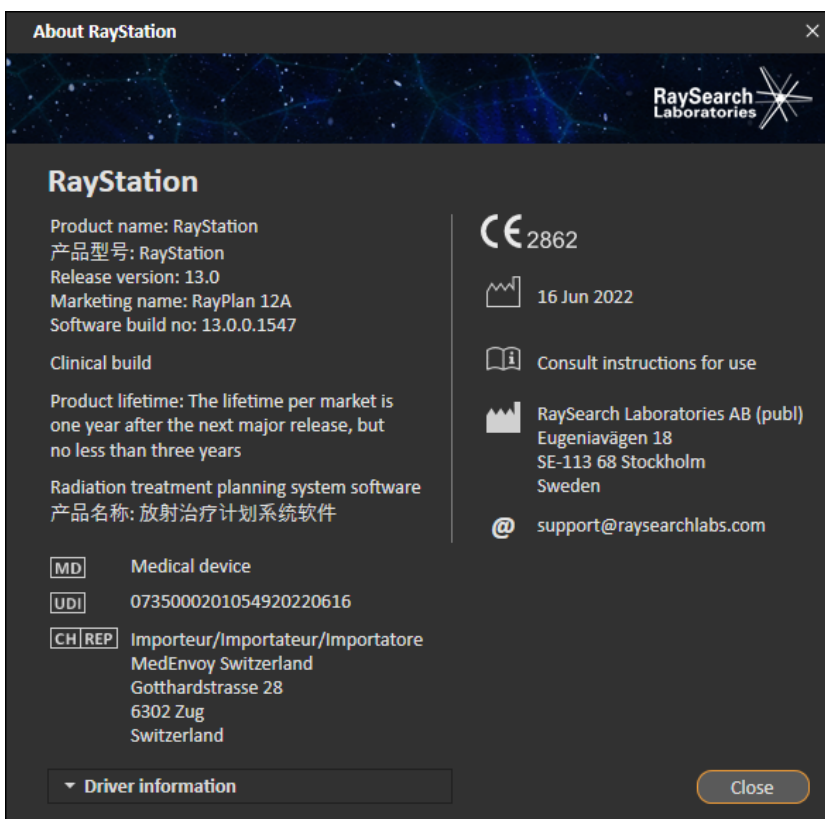 About RayStation
RaySearch
Laboratories
RayStation
Product name: RayStation
产品型号: RayStation
Release version: 13.0
Marketing name: RayPlan 12A
Software build no: 13.0.0.1547
Clinical build
Product lifetime: The lifetime per market is
one year after the next major release, but
no less than three years
Radiation treatment planning system software
产品名称: 放射治疗计划系统软件
CE 2862
16 Jun 2022
Consult instructions for use
RaySearch Laboratories AB (publ)
Eugeniavägen 18
SE-113 68 Stockholm
Sweden
@ support@raysearchlabs.com
MD Medical device
UDI 0735000201054920220616
CH REP Importeur/Importateur/Importatore
MedEnvoy Switzerland
Gotthardstrasse 28
6302 Zug
Switzerland
Driver information
Close